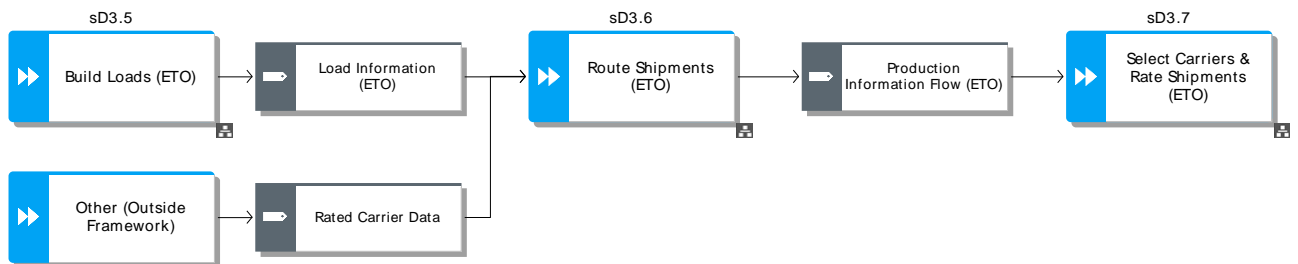 sD3.5
sD3.6
sD3.7
Build Loads (ETO)
Load Information
(ETO)
Route Shipments
(ETO)
Production
Information Flow (ETO)
Select Carriers &
Rate Shipments
(ETO)
Other (Outside
Framework)
Rated Carrier Data